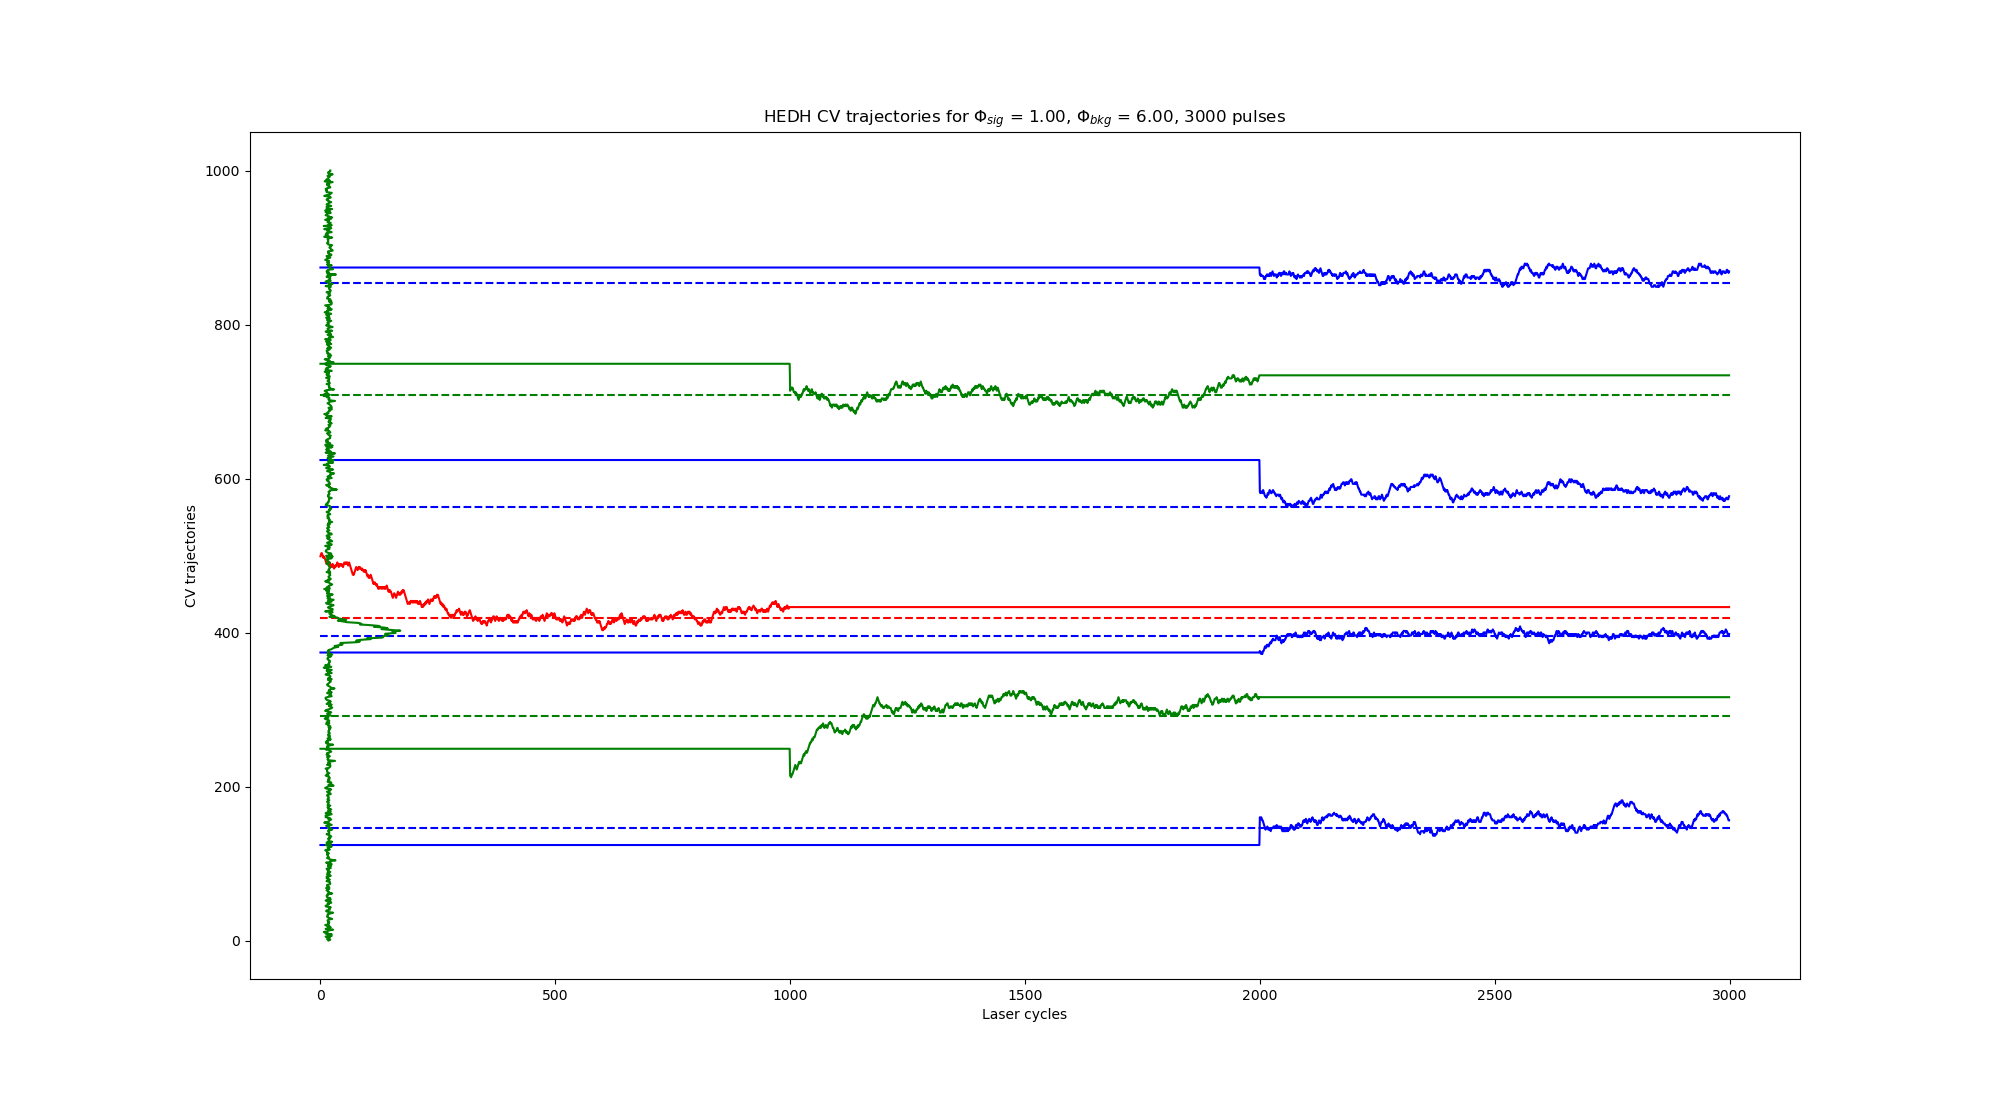 HEDH CV trajectories for Φsig = 1.00, Φbkg = 6.00, 3000 pulses
1000
800
600
400
200
0
CV trajectories
0 500 1000 1500 2000 2500 3000
Laser cycles